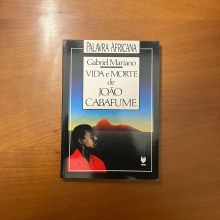 PALAVRA AFRICANA
Gabriel Mariano
VIDA e MORTE
de
JOÃO
CABAFUME